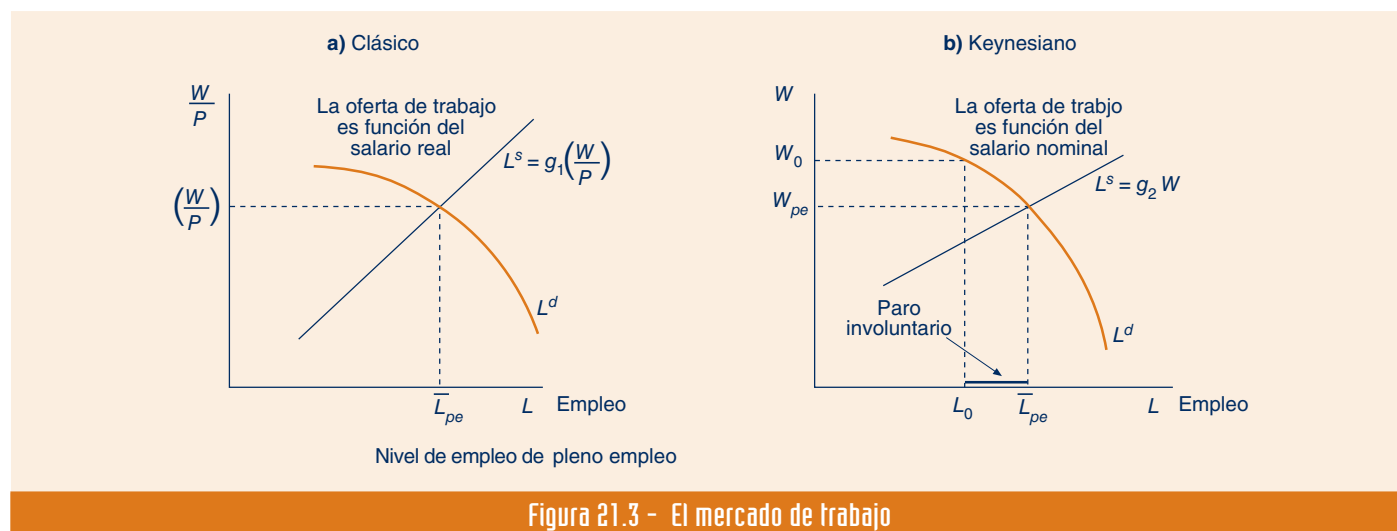 a) Clásico
W
P
La oferta de trabajo
es función del
salario real
L^s = g_1(W/P)
(W/P)
L^d
L̅_pe
L Empleo
Nivel de empleo de pleno empleo
b) Keynesiano
W
La oferta de trabjo
es función del
salario nominal
W_0
L^s = g_2 W
W_pe
Paro
involuntario
L^d
L_0
L̅_pe
L Empleo
Figura 21.3 - El mercado de trabajo